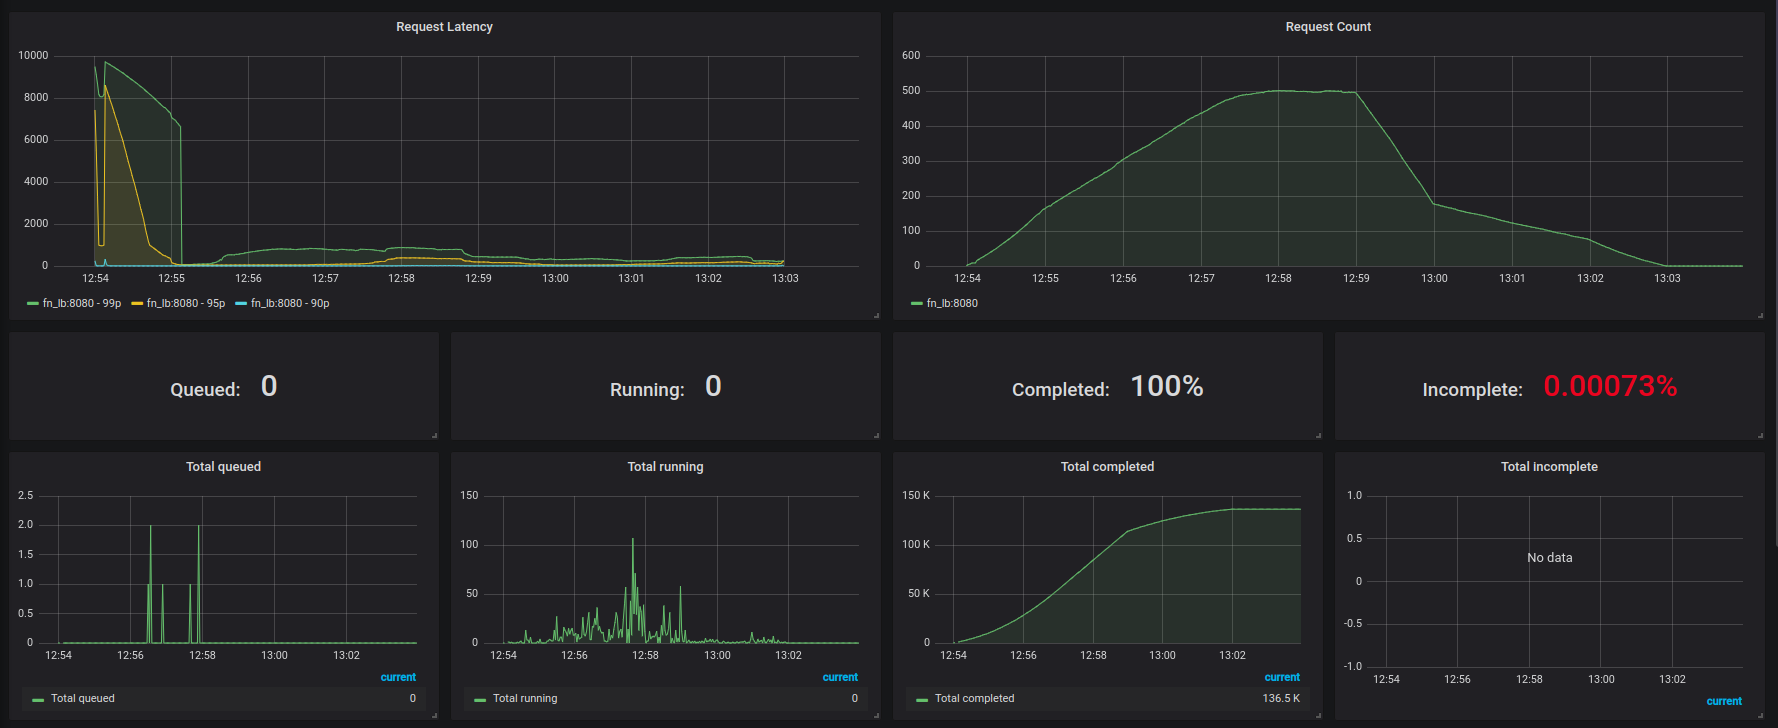 Request Latency
10000
8000
6000
4000
2000
0
12:54 12:55 12:56 12:57 12:58 12:59 13:00 13:01 13:02 13:03
fn_lb:8080 - 99p fn_lb:8080 - 95p fn_lb:8080 - 90p
Request Count
600
500
400
300
200
100
0
12:54 12:55 12:56 12:57 12:58 12:59 13:00 13:01 13:02 13:03
fn_lb:8080
Queued: 0
Running: 0
Completed: 100%
Incomplete: 0.00073%
Total queued
2.5
2.0
1.5
1.0
0.5
0
12:54 12:56 12:58 13:00 13:02
current
Total queued 0
Total running
150
100
50
0
12:54 12:56 12:58 13:00 13:02
current
Total running 0
Total completed
150 K
100 K
50 K
0
12:54 12:56 12:58 13:00 13:02
current
Total completed 136.5 K
Total incomplete
1.0
0.5
No data
0
-0.5
-1.0
12:54 12:56 12:58 13:00 13:02
current